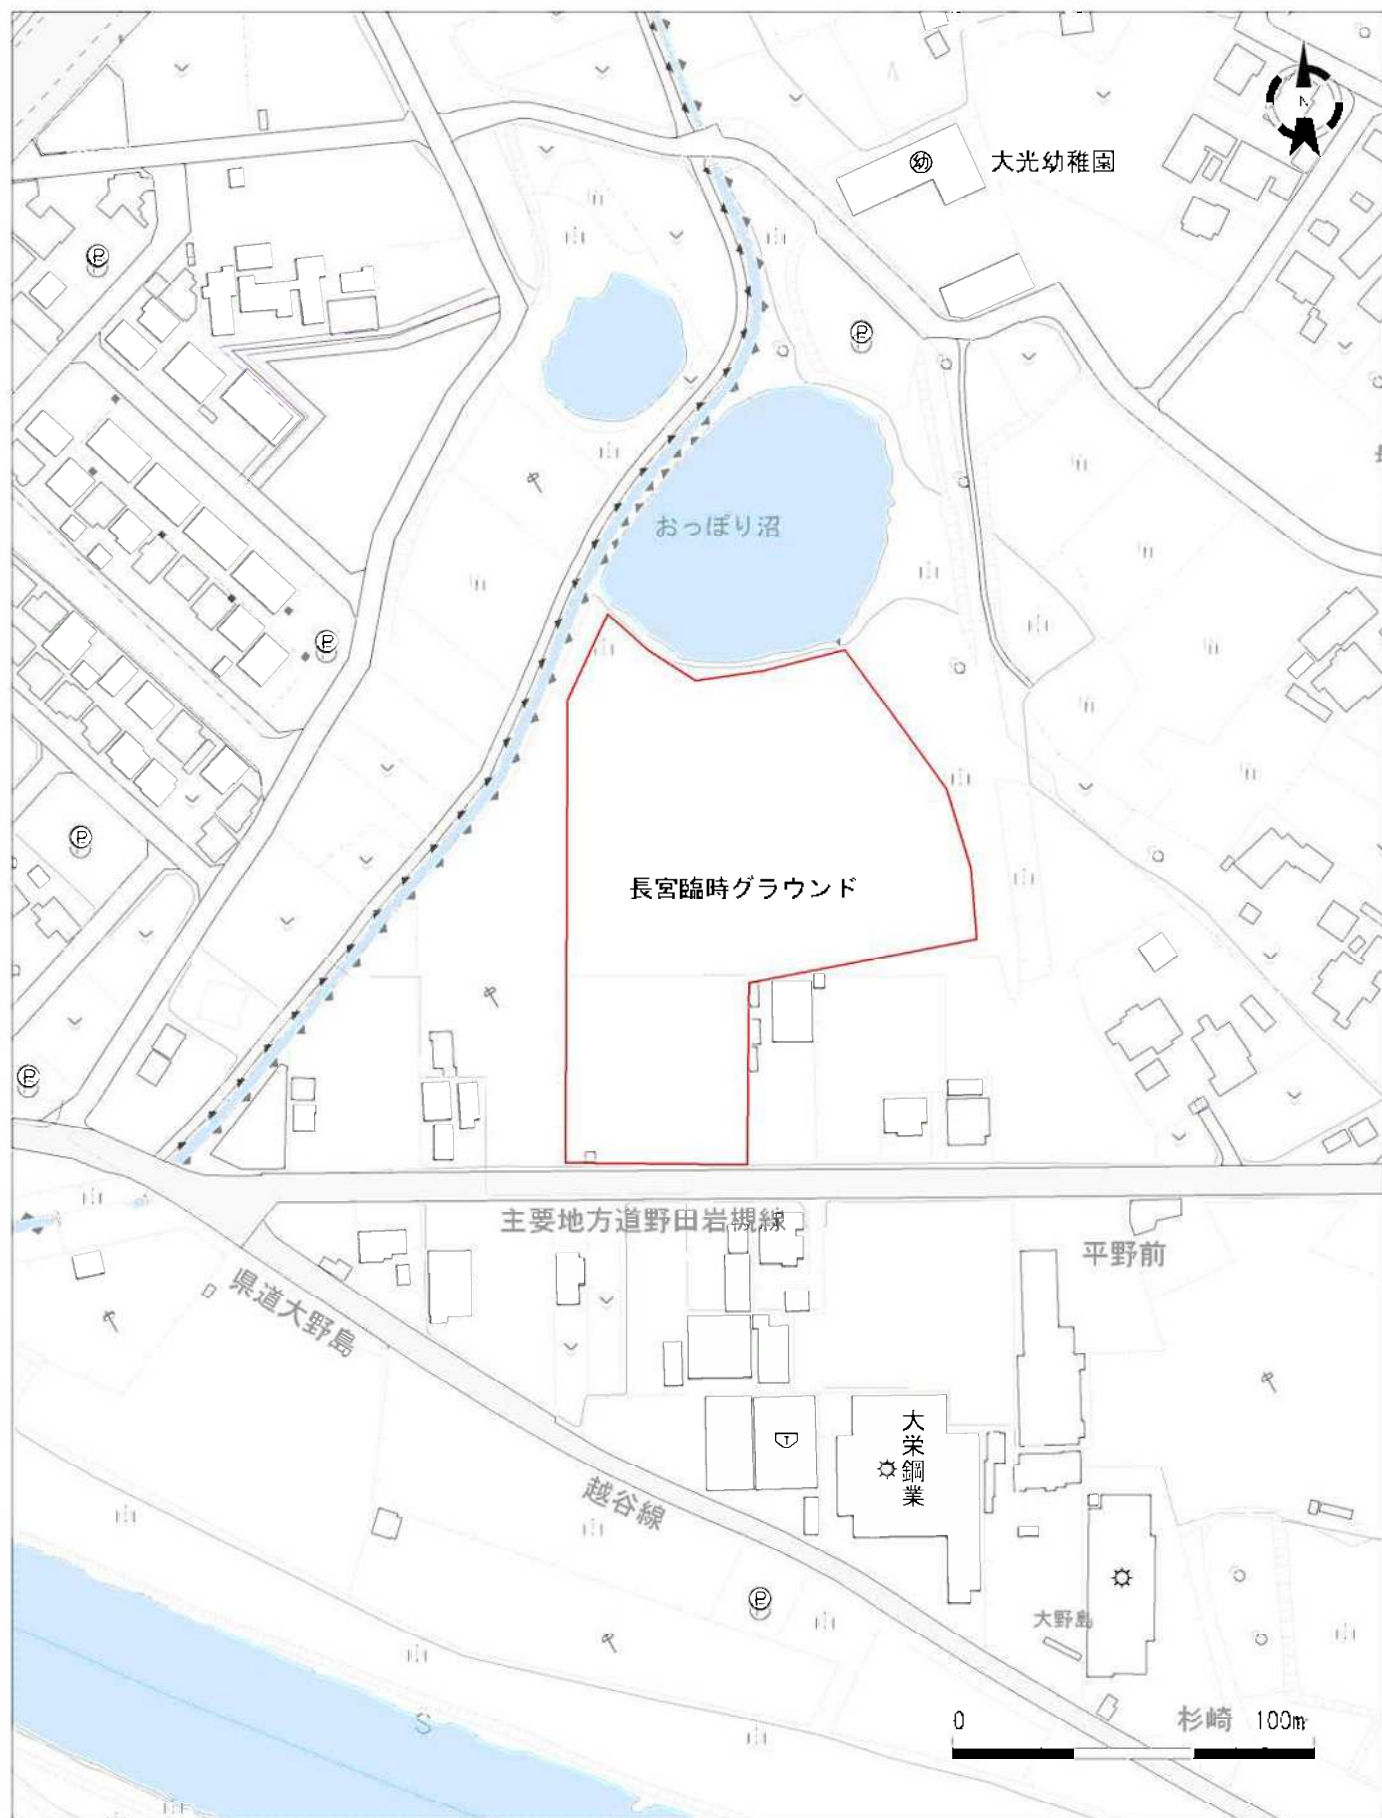 N
幼
大光幼稚園
P
P
おっぽり沼
P
P
長宮臨時グラウンド
P
主要地方道野田岩槻線
平野前
県道大野島
大栄鋼業
T
越谷線
P
大野島
S
杉崎
0 100m